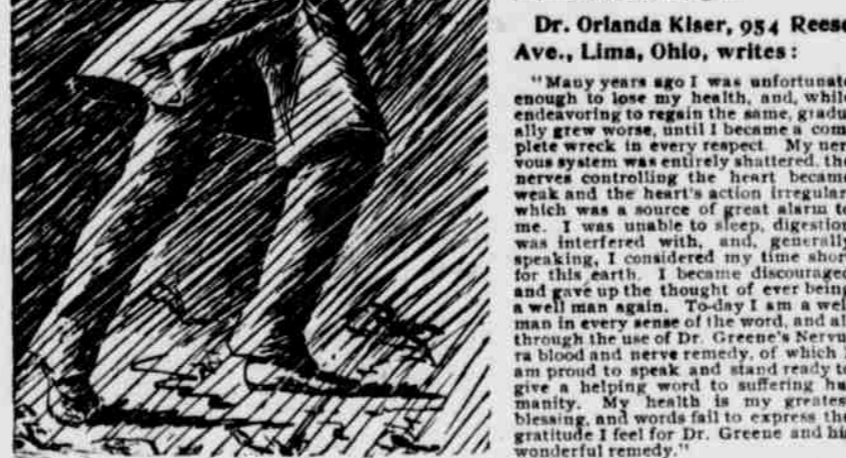 Dr. Orlanda Kiser, 954 Reese
Ave., Lima, Ohio, writes:
"Many years ago I was unfortunate
enough to lose my health, and, while
endeavoring to regain the same, gradu
ally grew worse, until I became a com
plete wreck in every respect. My ner
vous system was entirely shattered, the
nerves controlling the heart became
weak and the heart's action irregular
which was a source of great alarm to
me. I was unable to sleep, digestion
was interfered with, and, generally
speaking, I considered my time short
for this earth. I became discouraged
and gave up the thought of ever being
a well man again. To-day I am a wel
man in every sense of the word, and al
through the use of Dr. Greene's Nervu
ra blood and nerve remedy, of which I
am proud to speak and stand ready to
give a helping word to suffering hu
manity. My health is my greates
blessing, and words fail to express the
gratitude I feel for Dr. Greene and his
wonderful remedy."